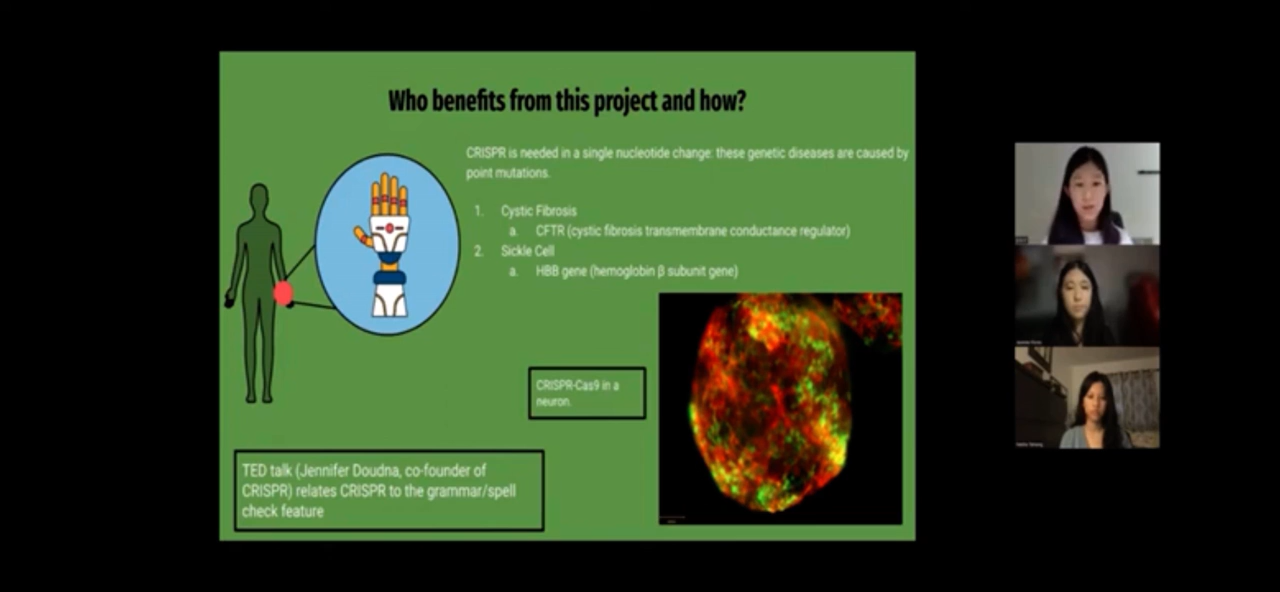 Who benefits from this project and how?
CRISPR is needed in a single nucleotide change: these genetic diseases are caused by
point mutations.
1. Cystic Fibrosis
a. CFTR (cystic fibrosis transmembrane conductance regulator)
2. Sickle Cell
a. HBB gene (hemoglobin β subunit gene)
CRISPR-Cas9 in a
neuron.
TED talk (Jennifer Doudna, co-founder of
CRISPR) relates CRISPR to the grammar/spell
check feature